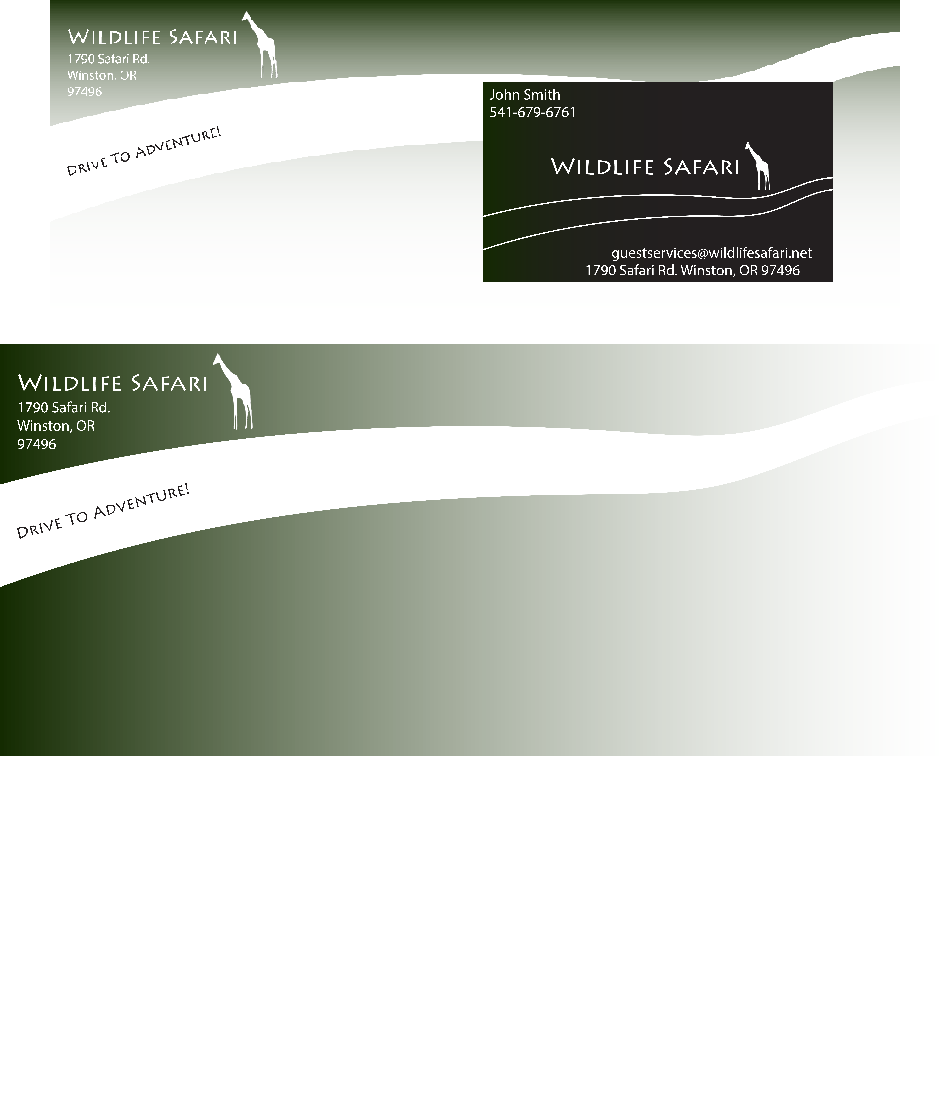 Wildlife Safari
1790 Safari Rd.
Winston, OR
97496
Drive To Adventure!
John Smith
541-679-6761
Wildlife Safari
guestservices@wildlifesafari.net
1790 Safari Rd. Winston, OR 97496
Wildlife Safari
1790 Safari Rd.
Winston, OR
97496
Drive To Adventure!